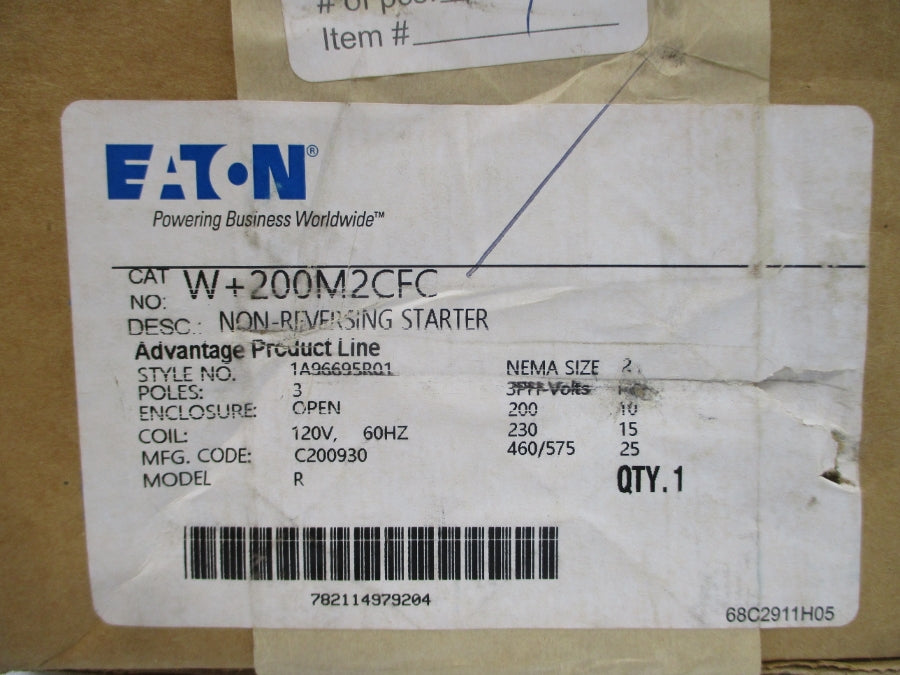 # of
Item #
EATON®
Powering Business Worldwide™
CAT NO: W+200M2CFC
DESC.: NON-REVERSING STARTER
Advantage Product Line
STYLE NO. 1A96695R01 NEMA SIZE 2
POLES: 3 3PH Volts
ENCLOSURE: OPEN 200 10
COIL: 120V, 60HZ 230 15
MFG. CODE: C200930 460/575 25
MODEL R QTY.1
782114979204
68C2911H05